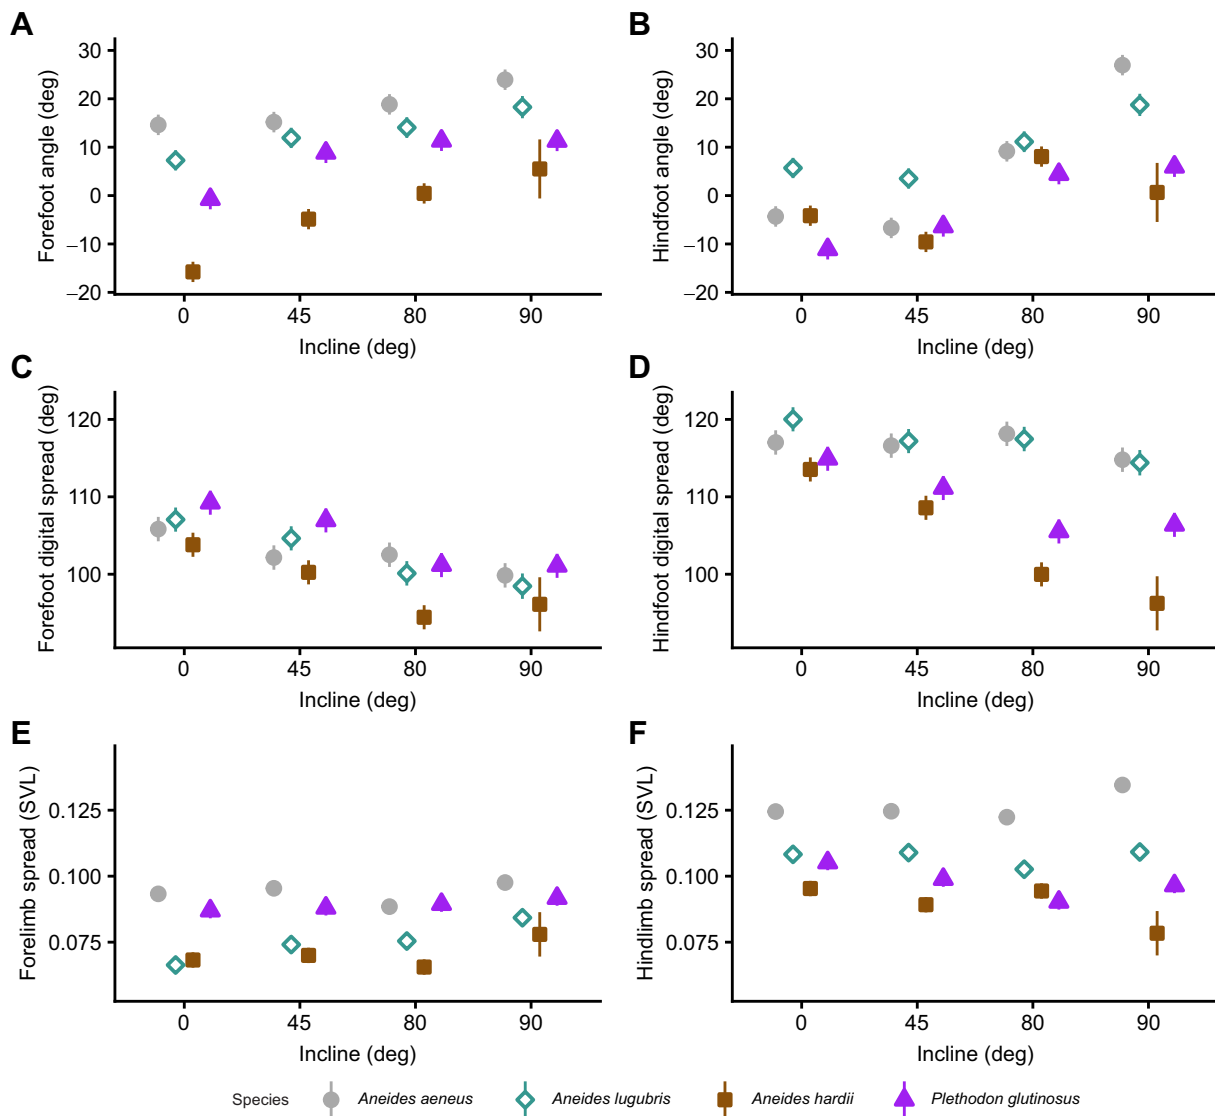 A
Forefoot angle (deg)
30
20
10
0
−10
−20
0 45 80 90
Incline (deg)
B
Hindfoot angle (deg)
30
20
10
0
−10
−20
0 45 80 90
Incline (deg)
C
Forefoot digital spread (deg)
120
110
100
0 45 80 90
Incline (deg)
D
Hindfoot digital spread (deg)
120
110
100
0 45 80 90
Incline (deg)
E
Forelimb spread (SVL)
0.125
0.100
0.075
0 45 80 90
Incline (deg)
F
Hindlimb spread (SVL)
0.125
0.100
0.075
0 45 80 90
Incline (deg)
Species Aneides aeneus Aneides lugubris Aneides hardii Plethodon glutinosus